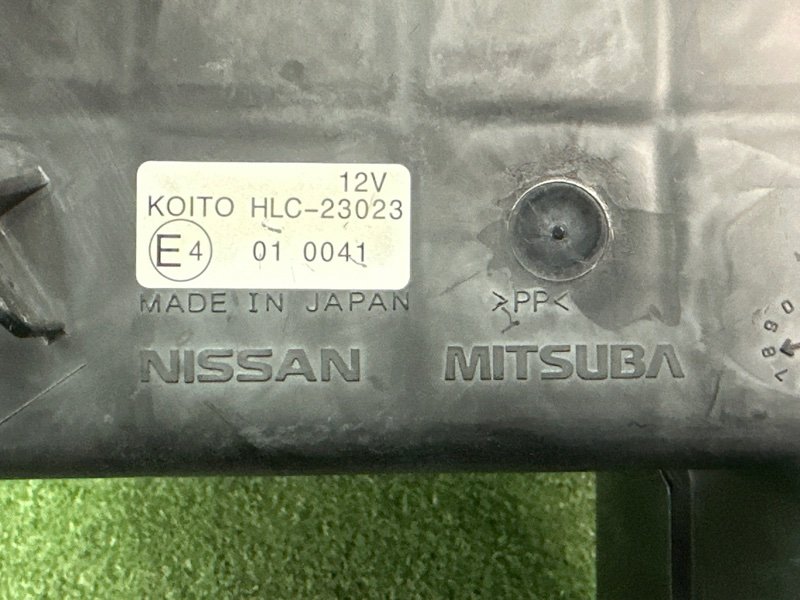 12V
KOITO HLC-23023
E4 01 0041
MADE IN JAPAN >PP<
NISSAN MITSUBA